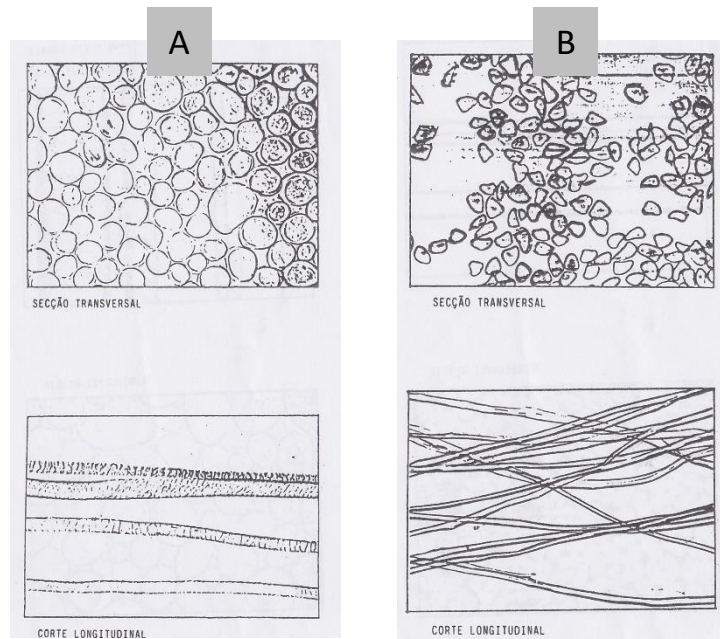 A
B
SECÇÃO TRANSVERSAL
SECÇÃO TRANSVERSAL
CORTE LONGITUDINAL
CORTE LONGITUDINAL